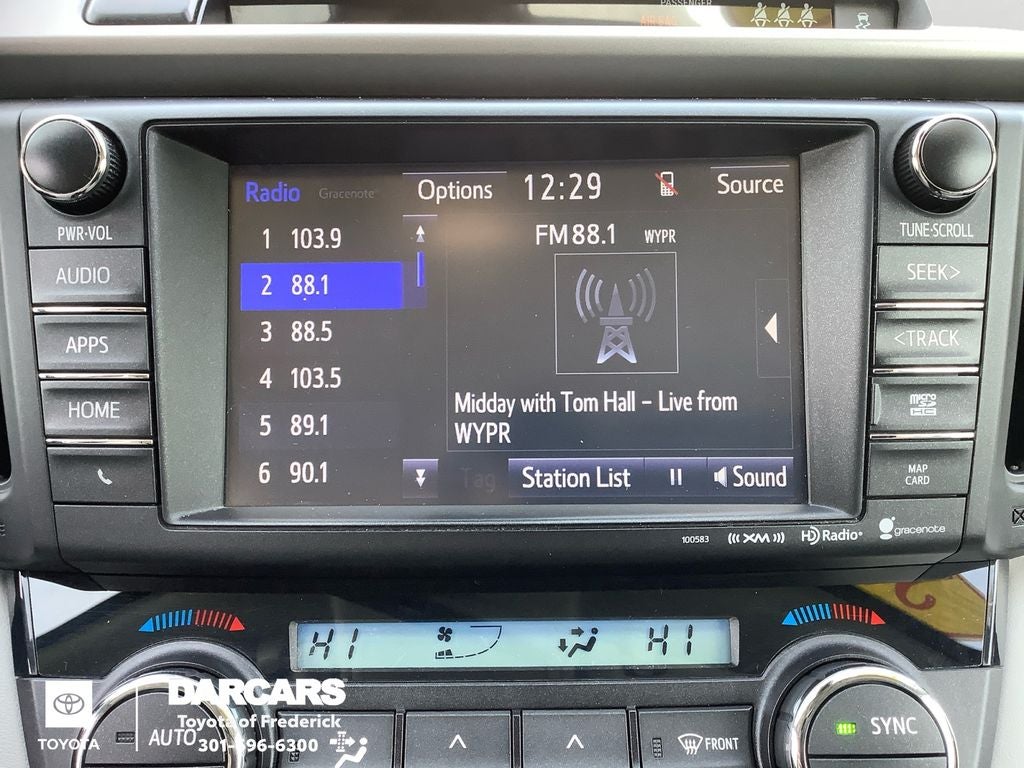 PASSENGER
AIR BAG
Radio Gracenote Options 12:29 Source
PWR·VOL
TUNE·SCROLL
1 103.9
FM 88.1 WYPR
AUDIO
SEEK>
2 88.1
3 88.5
APPS
<TRACK
4 103.5
HOME
micro SD HC
Midday with Tom Hall – Live from
WYPR
5 89.1
6 90.1
Tag Station List Sound
MAP
CARD
100583 ((( XM ))) HD Radio® gracenote
HI HI
DARCARS
Toyota of Frederick
TOYOTA
301-696-6300
AUTO
FRONT
SYNC